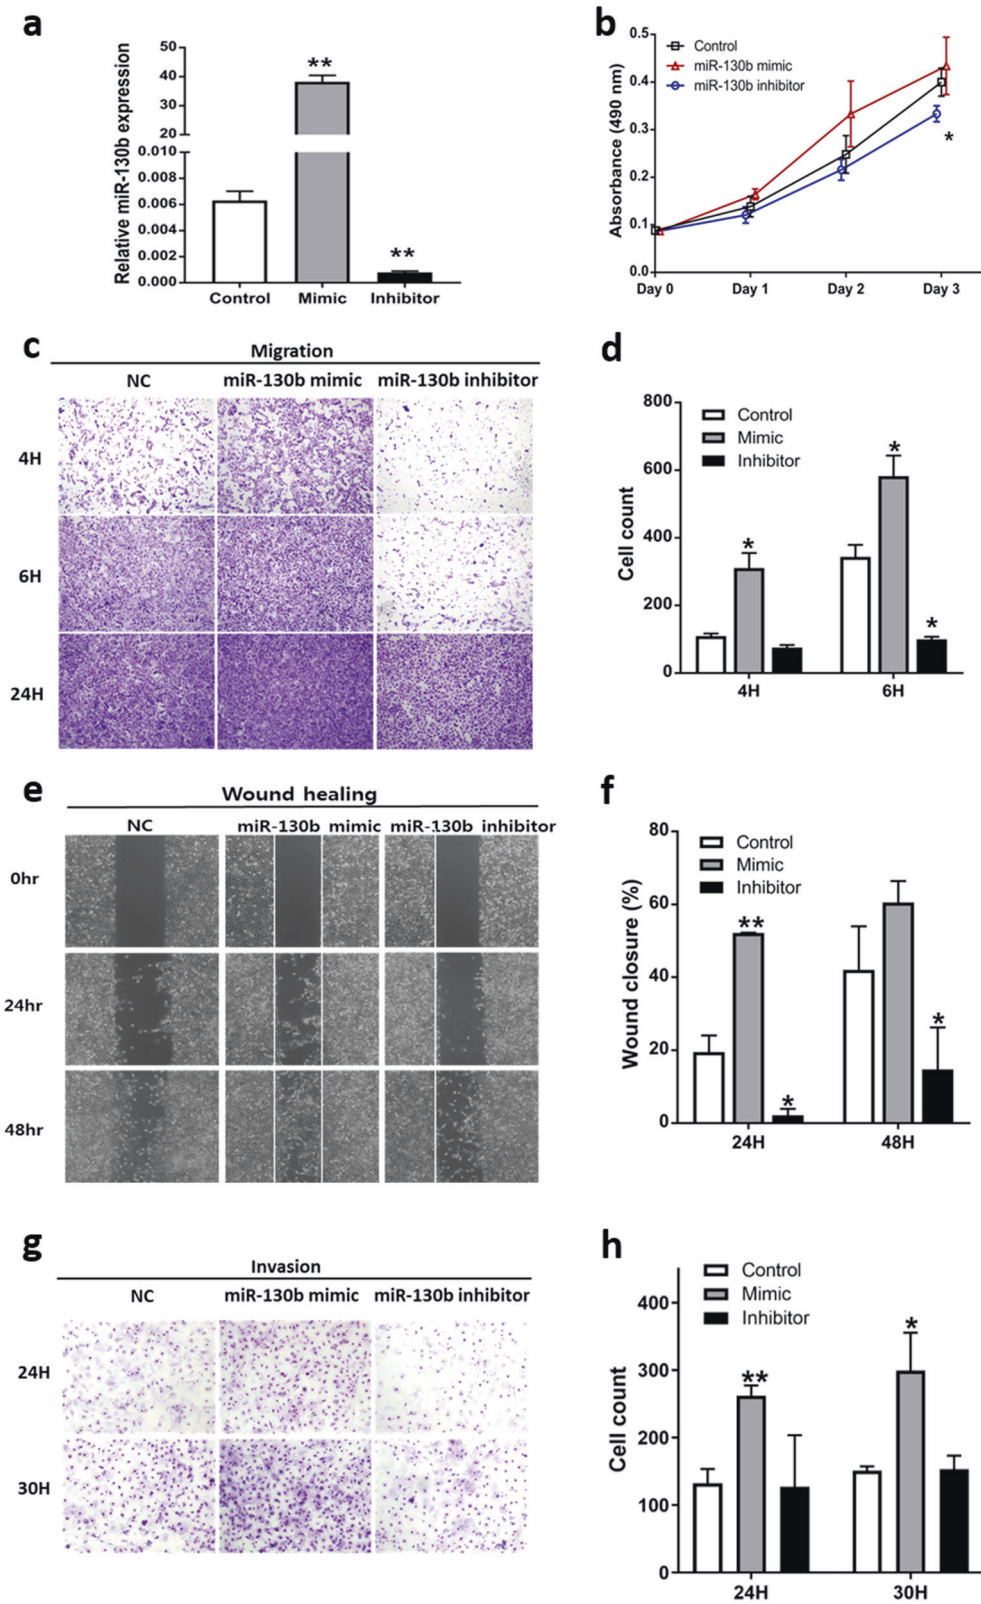 a
Relative miR-130b expression
50
40
30
20
0.010
0.008
0.006
0.004
0.002
0.000
**
**
Control Mimic Inhibitor
b
Absorbance (490 nm)
0.5
0.4
0.3
0.2
0.1
0.0
Control
miR-130b mimic
miR-130b inhibitor
*
Day 0 Day 1 Day 2 Day 3
c
Migration
NC miR-130b mimic miR-130b inhibitor
4H
6H
24H
d
Cell count
800
600
400
200
0
Control
Mimic
Inhibitor
*
*
*
4H 6H
e
Wound healing
NC miR-130b mimic miR-130b inhibitor
0hr
24hr
48hr
f
Wound closure (%)
80
60
40
20
0
Control
Mimic
Inhibitor
**
*
*
24H 48H
g
Invasion
NC miR-130b mimic miR-130b inhibitor
24H
30H
h
Cell count
400
300
200
100
0
Control
Mimic
Inhibitor
**
*
24H 30H